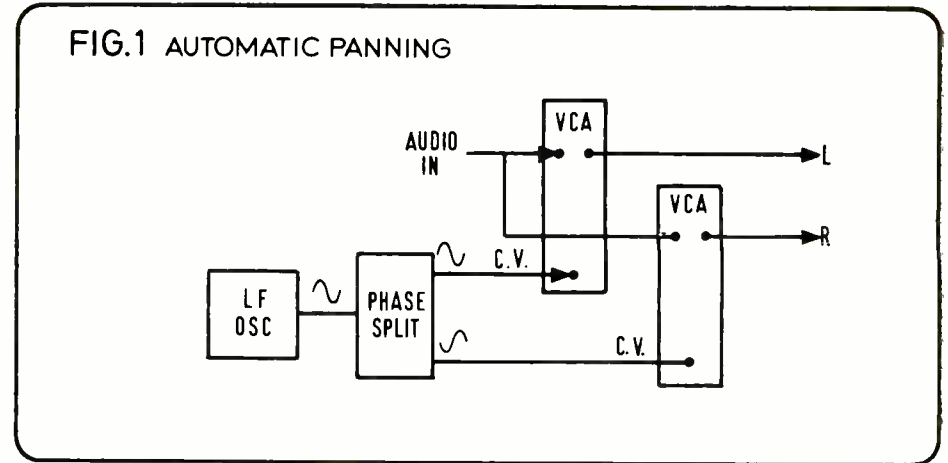 FIG.1 AUTOMATIC PANNING
VCA
AUDIO
IN
L
VCA
R
C.V.
LF
OSC
PHASE
SPLIT
C.V.